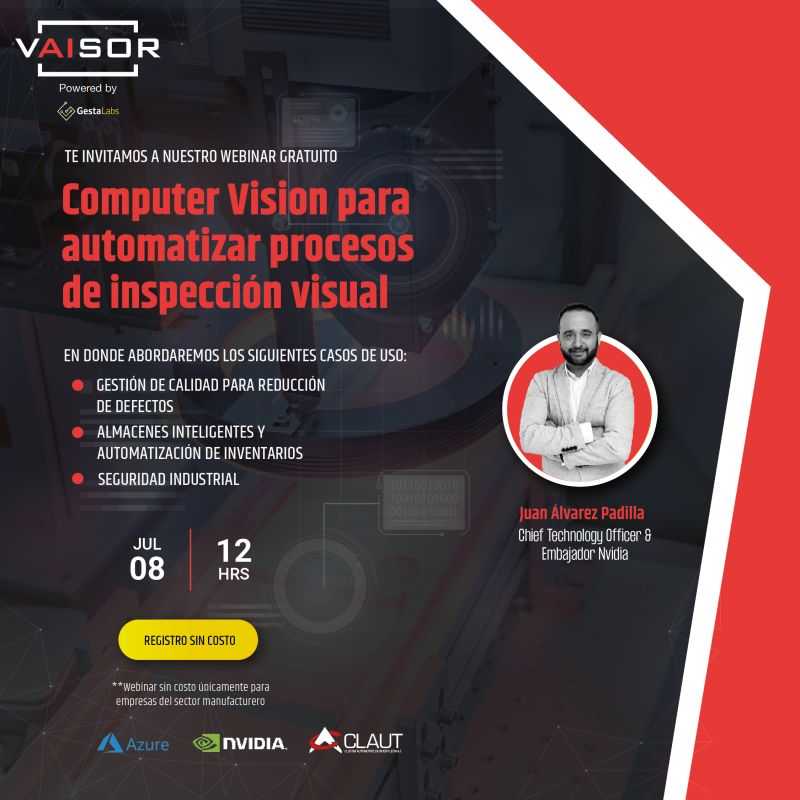 VAISOR
Powered by
GestaLabs
TE INVITAMOS A NUESTRO WEBINAR GRATUITO
Computer Vision para
automatizar procesos
de inspección visual
EN DONDE ABORDAREMOS LOS SIGUIENTES CASOS DE USO:
GESTIÓN DE CALIDAD PARA REDUCCIÓN
DE DEFECTOS
ALMACENES INTELIGENTES Y
AUTOMATIZACIÓN DE INVENTARIOS
SEGURIDAD INDUSTRIAL
Juan Álvarez Padilla
Chief Technology Officer &
Embajador Nvidia
JUL
08
12
HRS
REGISTRO SIN COSTO
**Webinar sin costo únicamente para
empresas del sector manufacturero
Azure
NVIDIA.
CLAUT